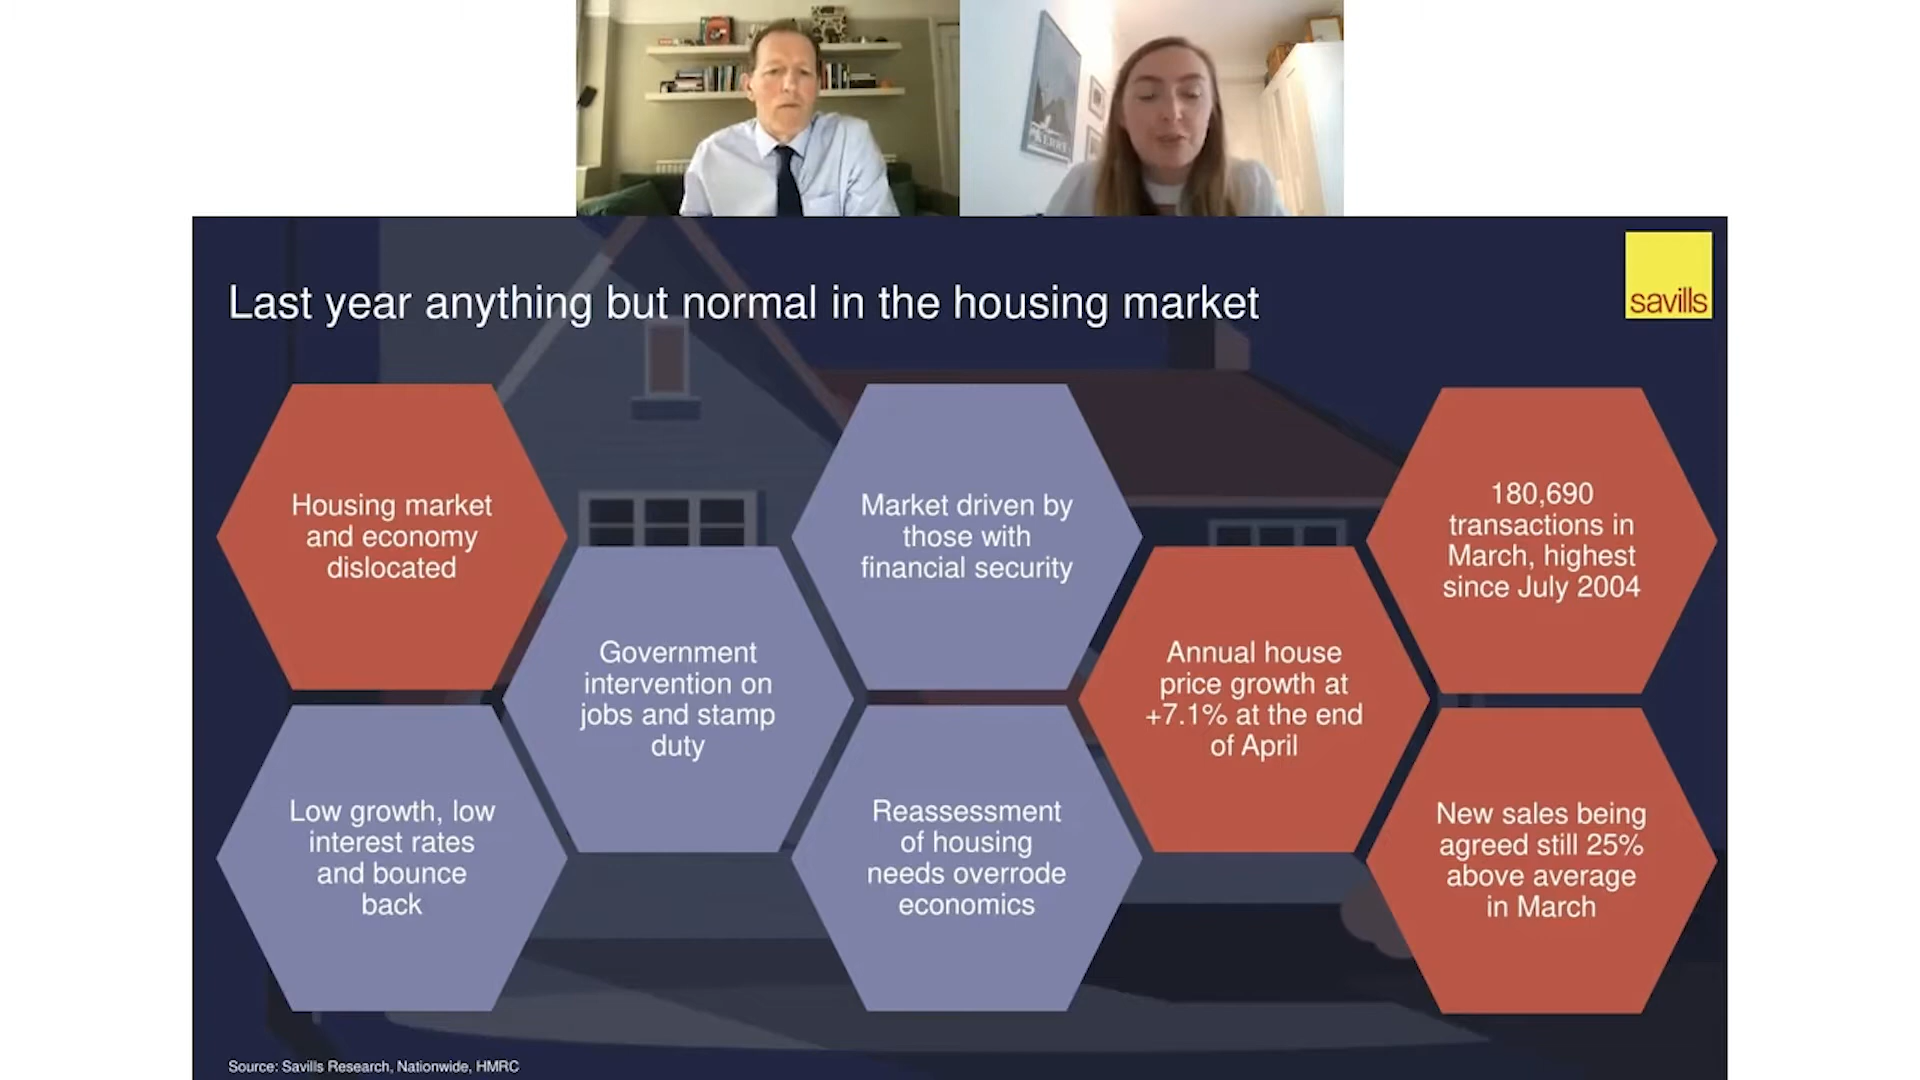 KERRY
Last year anything but normal in the housing market
savills
Housing market
and economy
dislocated
Low growth, low
interest rates
and bounce
back
Government
intervention on
jobs and stamp
duty
Market driven by
those with
financial security
Reassessment
of housing
needs overrode
economics
Annual house
price growth at
+7.1% at the end
of April
180,690
transactions in
March, highest
since July 2004
New sales being
agreed still 25%
above average
in March
Source: Savills Research, Nationwide, HMRC